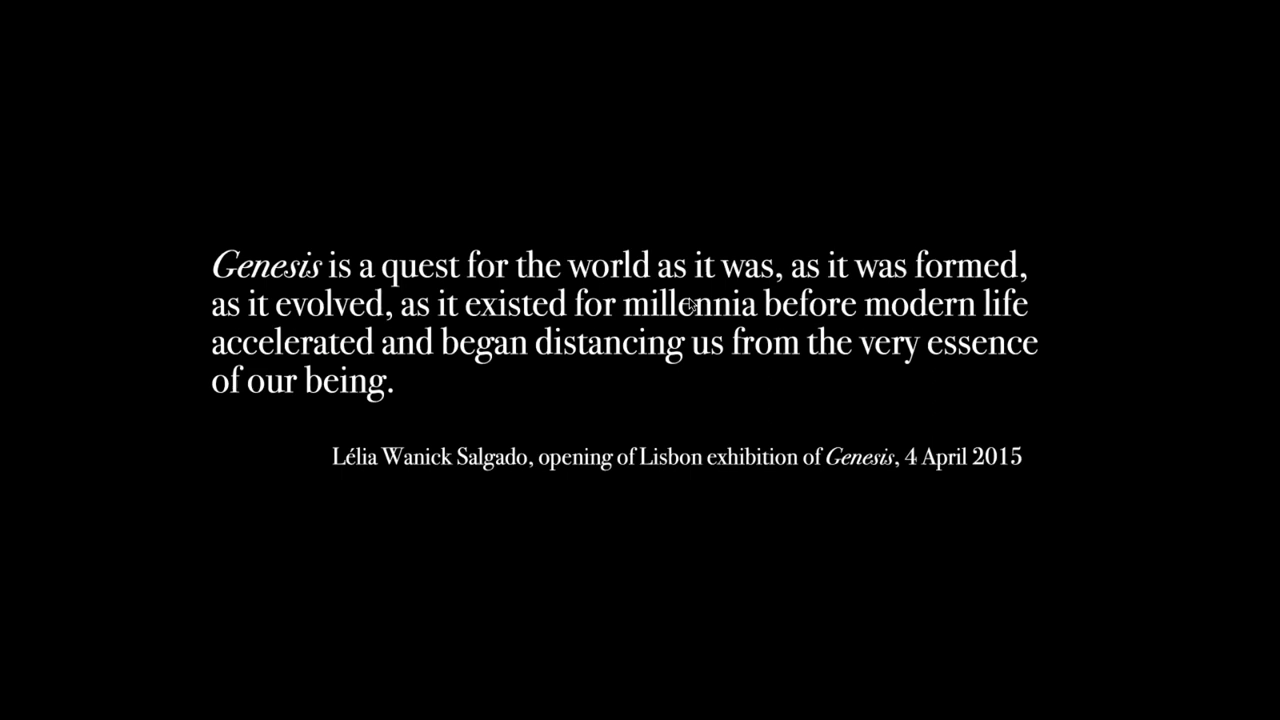 Genesis is a quest for the world as it was, as it was formed,
as it evolved, as it existed for millennia before modern life
accelerated and began distancing us from the very essence
of our being.
Lélia Wanick Salgado, opening of Lisbon exhibition of Genesis, 4 April 2015